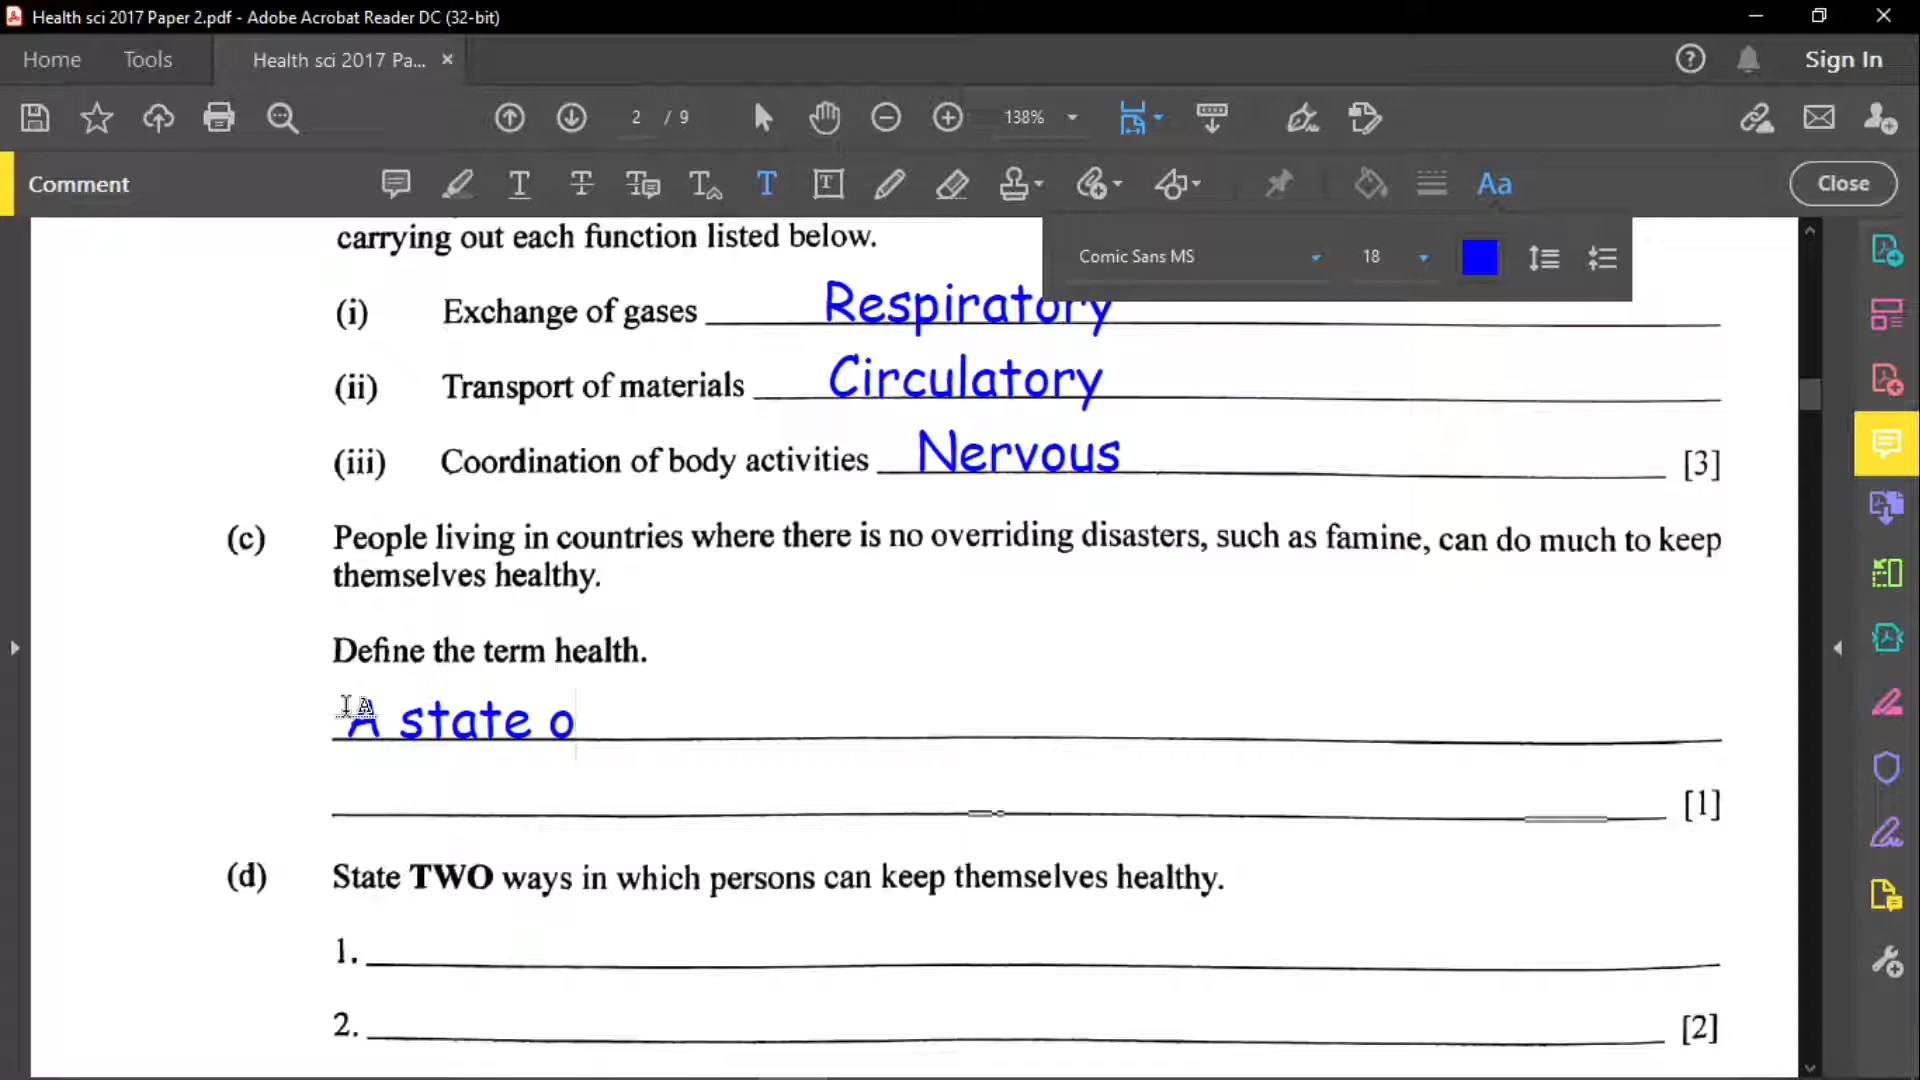 Health sci 2017 Paper 2.pdf - Adobe Acrobat Reader DC (32-bit)
Home Tools Health sci 2017 Pa... × Sign In
2 / 9 138%
Comment Close
Comic Sans MS 18
carrying out each function listed below.
(i) Exchange of gases Respiratory
(ii) Transport of materials Circulatory
(iii) Coordination of body activities Nervous [3]
(c) People living in countries where there is no overriding disasters, such as famine, can do much to keep
themselves healthy.
Define the term health.
A state o
[1]
(d) State TWO ways in which persons can keep themselves healthy.
1.
2. [2]